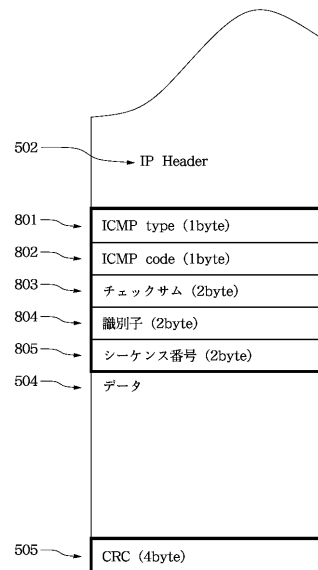 502
IP Header
801
ICMP type (1byte)
802
ICMP code (1byte)
803
チェックサム (2byte)
804
識別子 (2byte)
805
シーケンス番号 (2byte)
504
データ
505
CRC (4byte)